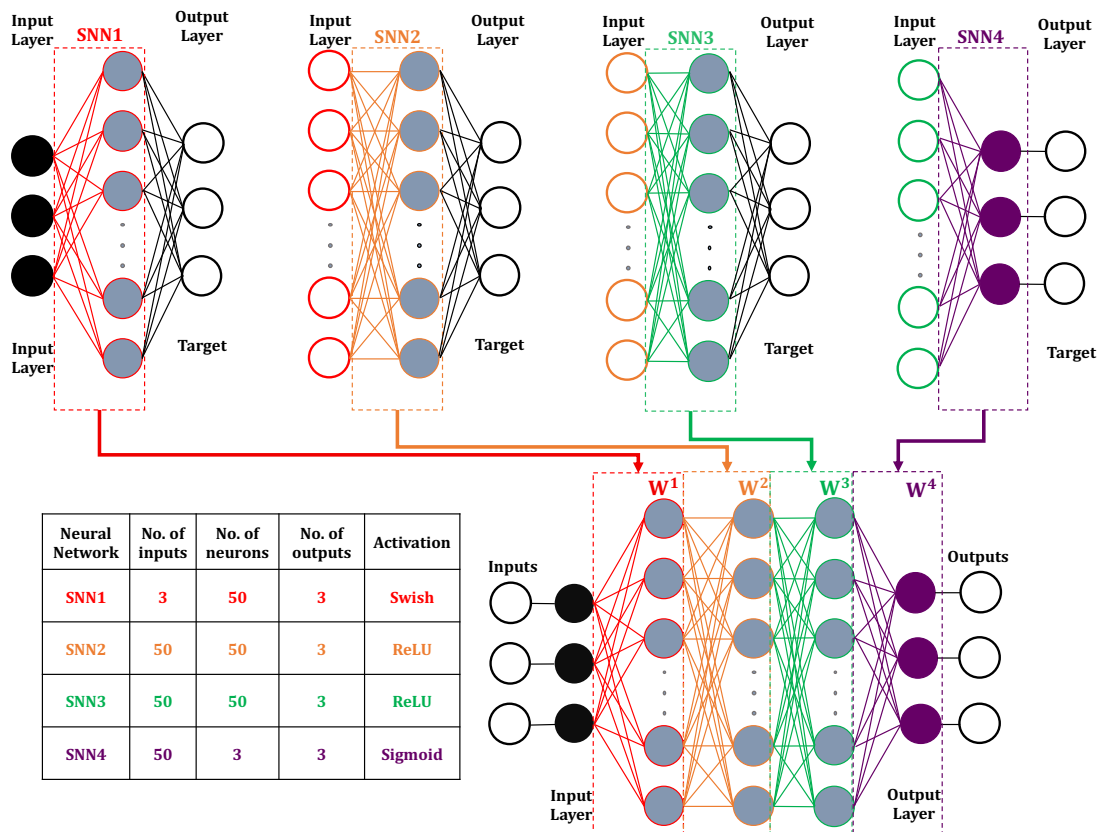 Input
Layer
SNN1
Output
Layer
Input
Layer
SNN2
Output
Layer
Input
Layer
SNN3
Output
Layer
Input
Layer
SNN4
Output
Layer
Input
Layer
Target
Target
Target
Target
W1
W2
W3
W4
Neural
Network
No. of
inputs
No. of
neurons
No. of
outputs
Activation
SNN1 3 50 3 Swish
SNN2 50 50 3 ReLU
SNN3 50 50 3 ReLU
SNN4 50 3 3 Sigmoid
Inputs
Outputs
Input
Layer
Output
Layer